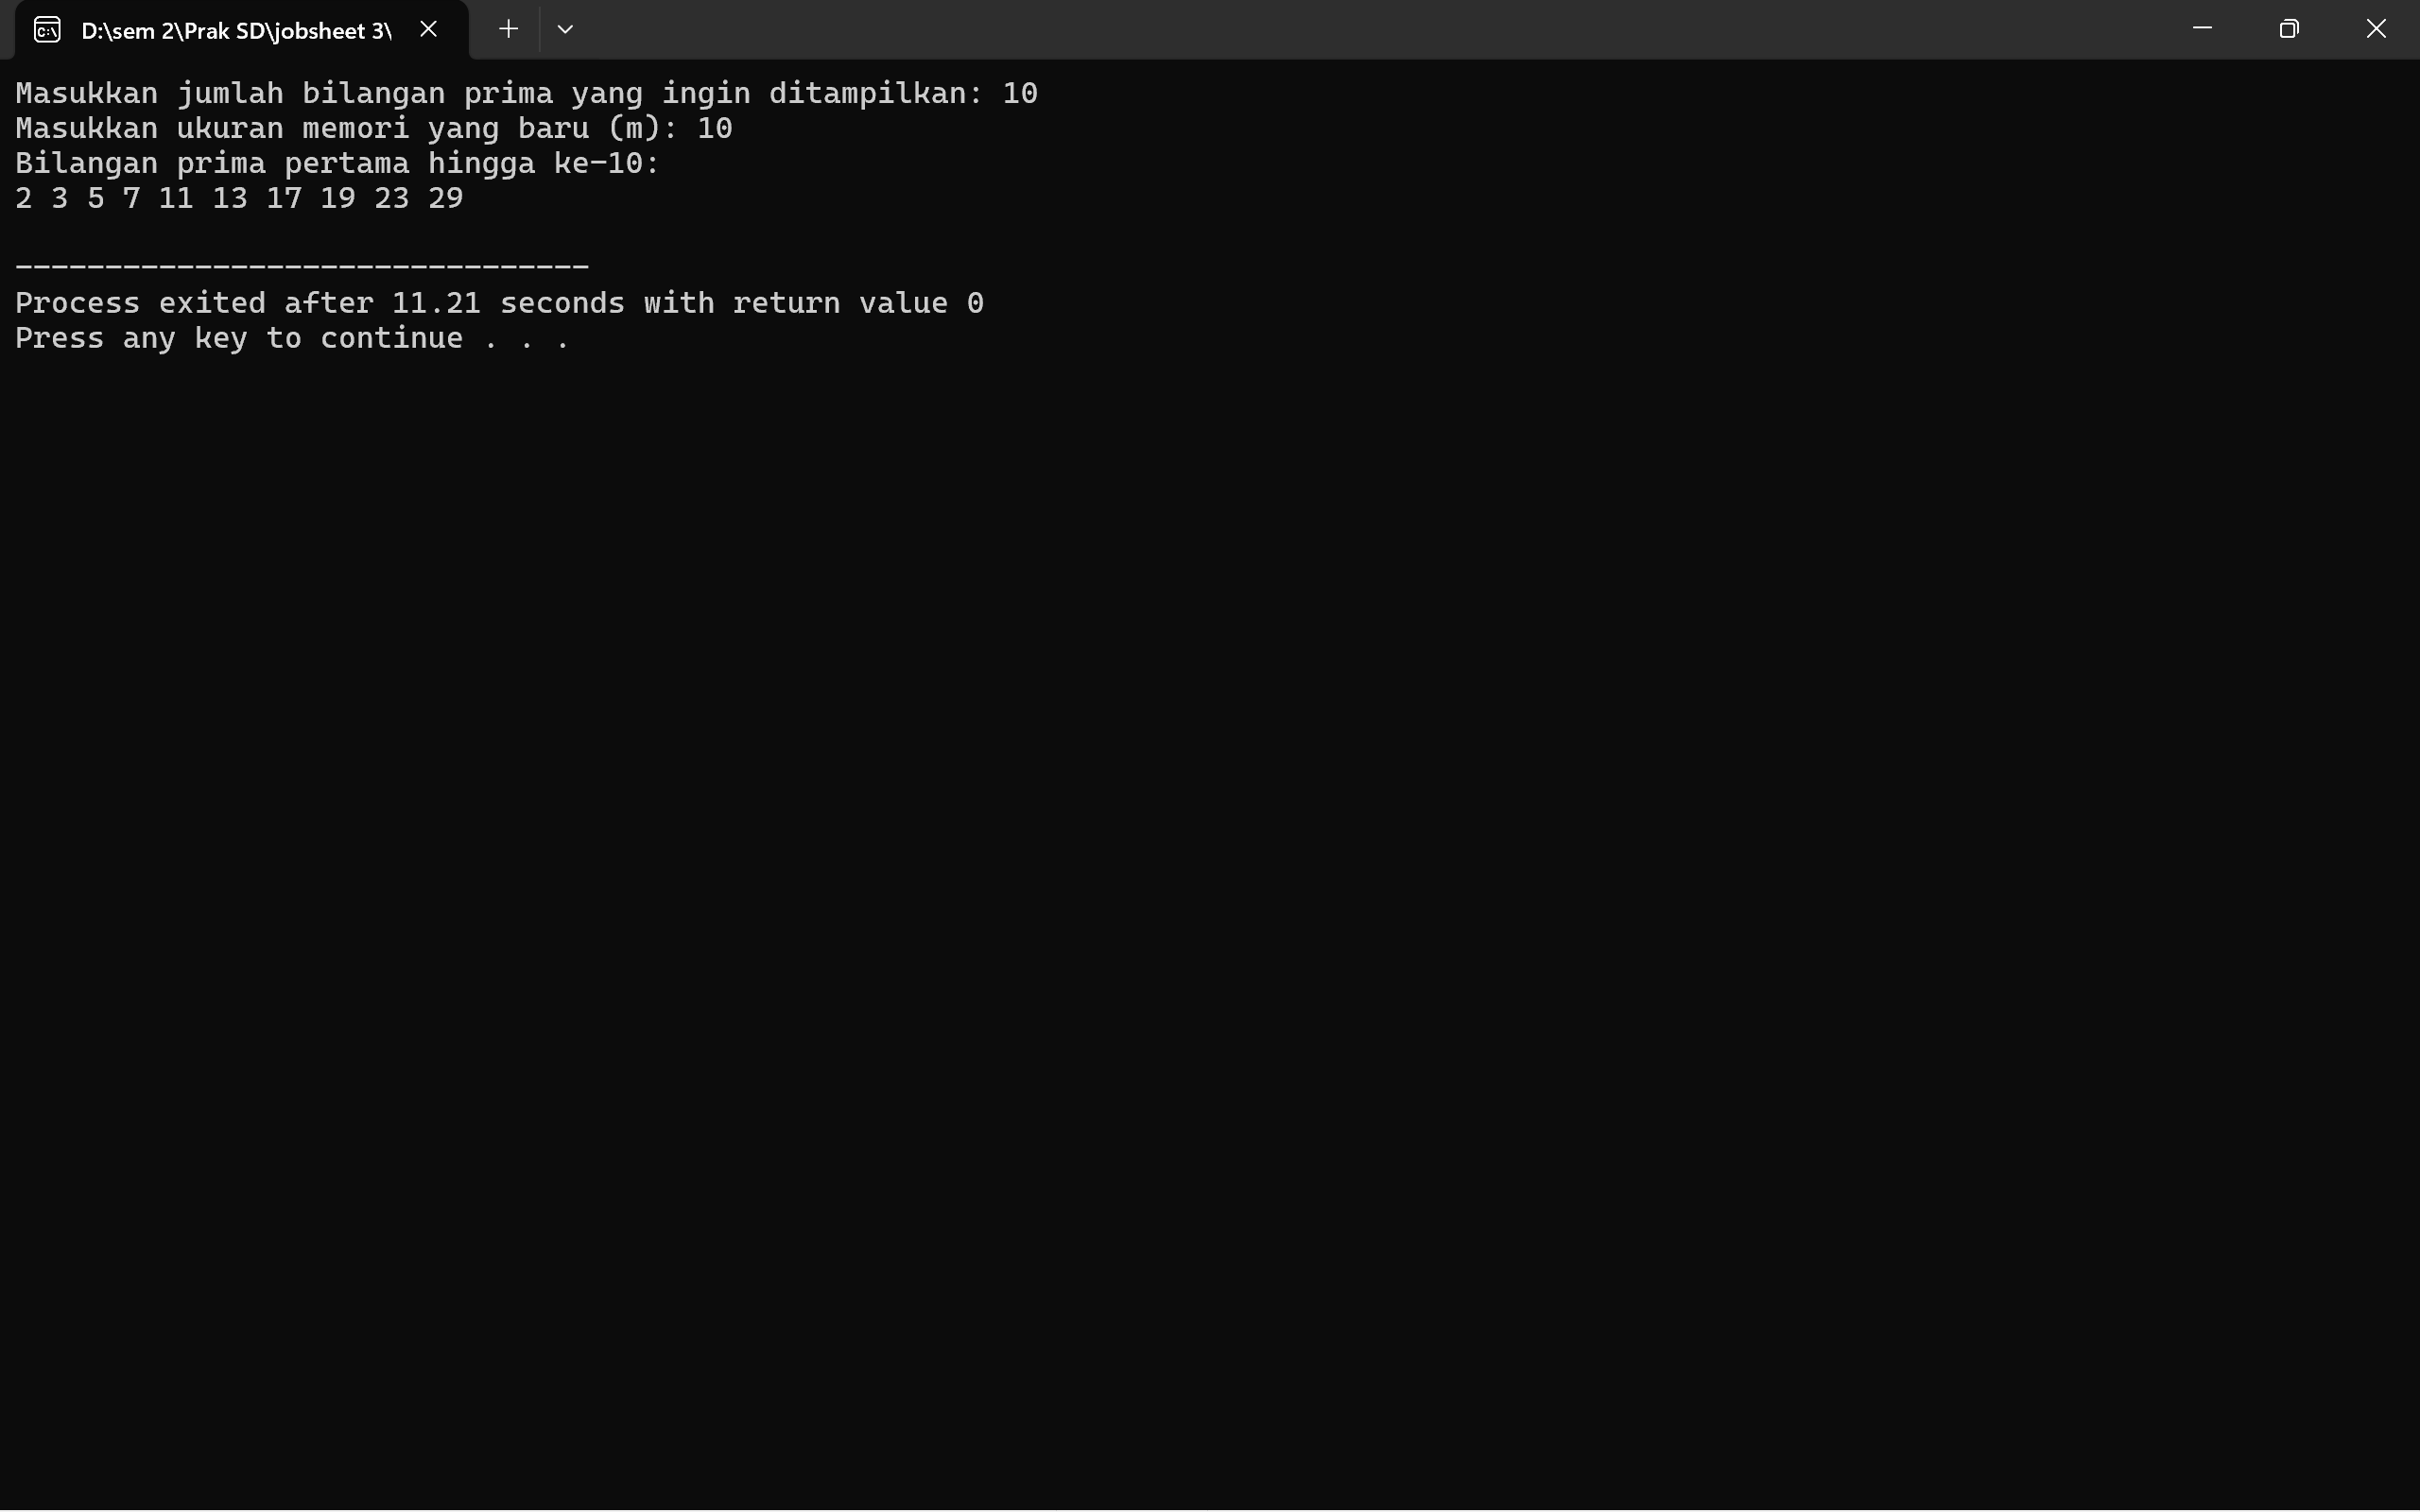 D:\sem 2\Prak SD\jobsheet 3\
Masukkan jumlah bilangan prima yang ingin ditampilkan: 10
Masukkan ukuran memori yang baru (m): 10
Bilangan prima pertama hingga ke-10:
2 3 5 7 11 13 17 19 23 29
--------------------------------
Process exited after 11.21 seconds with return value 0
Press any key to continue . . .